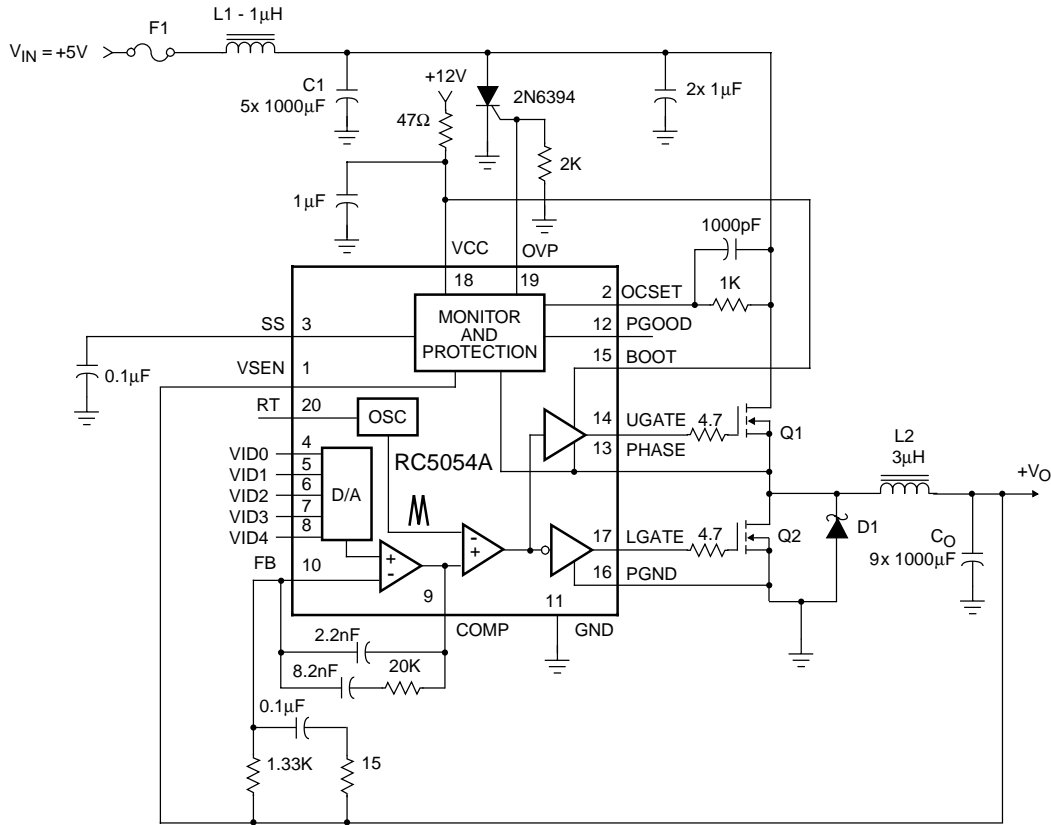 L1 - 1μH
F1
VIN = +5V
C1
5x 1000μF
+12V
47Ω
2N6394
2x 1μF
2K
1μF
1000pF
VCC
OVP
18
19
1K
2
OCSET
MONITOR
AND
PROTECTION
12
PGOOD
SS
3
15
BOOT
VSEN
1
0.1μF
RT
20
OSC
14
UGATE
4.7
Q1
13
PHASE
L2
3μH
+VO
VID0
4
VID1
5
VID2
6
VID3
7
VID4
8
D/A
RC5054A
+
-
-
+
17
LGATE
4.7
Q2
D1
CO
9x 1000μF
16
PGND
FB
10
9
11
COMP
GND
2.2nF
8.2nF
20K
0.1μF
1.33K
15